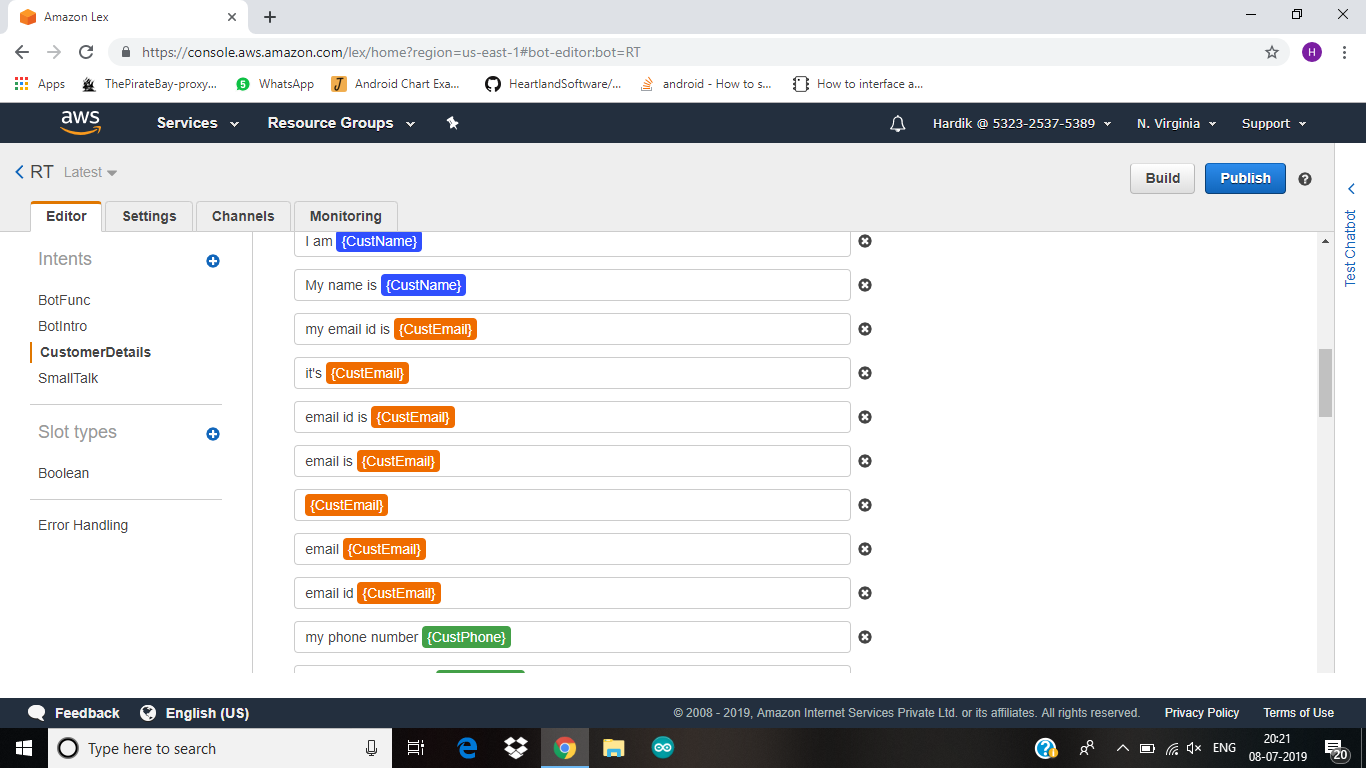 Amazon Lex
https://console.aws.amazon.com/lex/home?region=us-east-1#bot-editor:bot=RT
H
Apps ThePirateBay-proxy... 5 WhatsApp J Android Chart Exa... HeartlandSoftware/... android - How to s... How to interface a...
aws Services Resource Groups Hardik @ 5323-2537-5389 N. Virginia Support
RT Latest
Build Publish ?
Editor Settings Channels Monitoring
Test Chatbot
Intents
BotFunc
BotIntro
CustomerDetails
SmallTalk
Slot types
Boolean
Error Handling
I am {CustName}
My name is {CustName}
my email id is {CustEmail}
it's {CustEmail}
email id is {CustEmail}
email is {CustEmail}
{CustEmail}
email {CustEmail}
email id {CustEmail}
my phone number {CustPhone}
Feedback English (US) © 2008 - 2019, Amazon Internet Services Private Ltd. or its affiliates. All rights reserved. Privacy Policy Terms of Use
Type here to search
ENG
20:21
08-07-2019
20